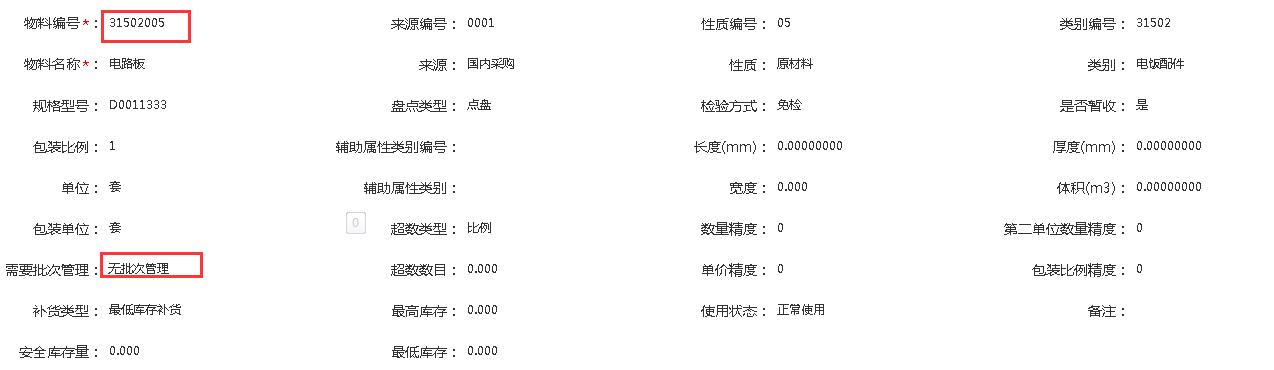 物料编号*： 31502005 来源编号： 0001 性质编号： 05 类别编号： 31502
物料名称*： 电路板 来源： 国内采购 性质： 原材料 类别： 电饭配件
规格型号： D0011333 盘点类型： 点盘 检验方式： 免检 是否暂收： 是
包装比例： 1 辅助属性类别编号： 长度(mm)： 0.00000000 厚度(mm)： 0.00000000
单位： 套 辅助属性类别： 宽度： 0.000 体积(m3)： 0.00000000
包装单位： 套 0 超数类型： 比例 数量精度： 0 第二单位数量精度： 0
需要批次管理： 无批次管理 超数数目： 0.000 单价精度： 0 包装比例精度： 0
补货类型： 最低库存补货 最高库存： 0.000 使用状态： 正常使用 备注：
安全库存量： 0.000 最低库存： 0.000